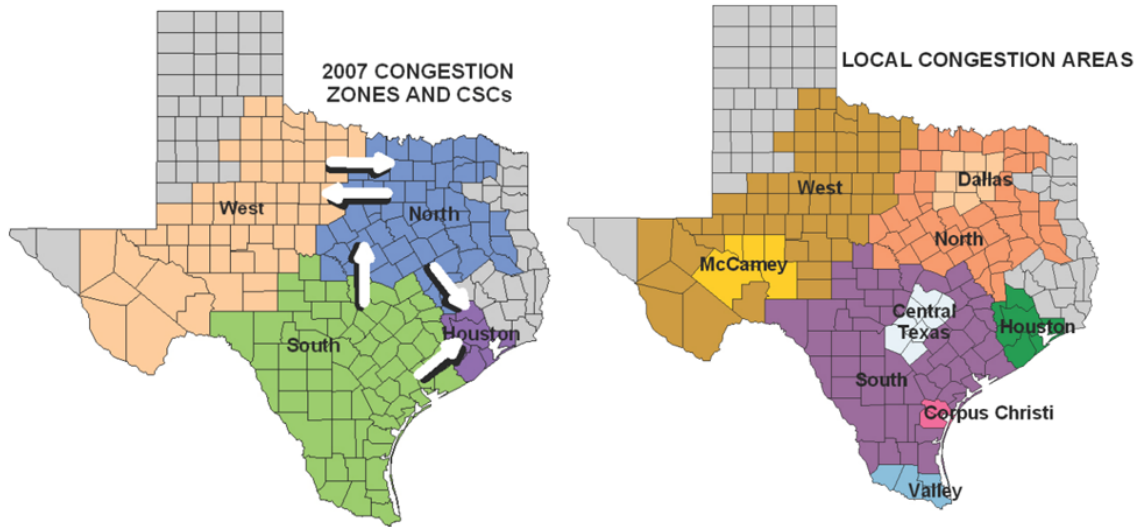 2007 CONGESTION
ZONES AND CSCs
West
North
South
Houston
LOCAL CONGESTION AREAS
West
Dallas
North
McCamey
Central
Texas
Houston
South
Corpus Christi
Valley